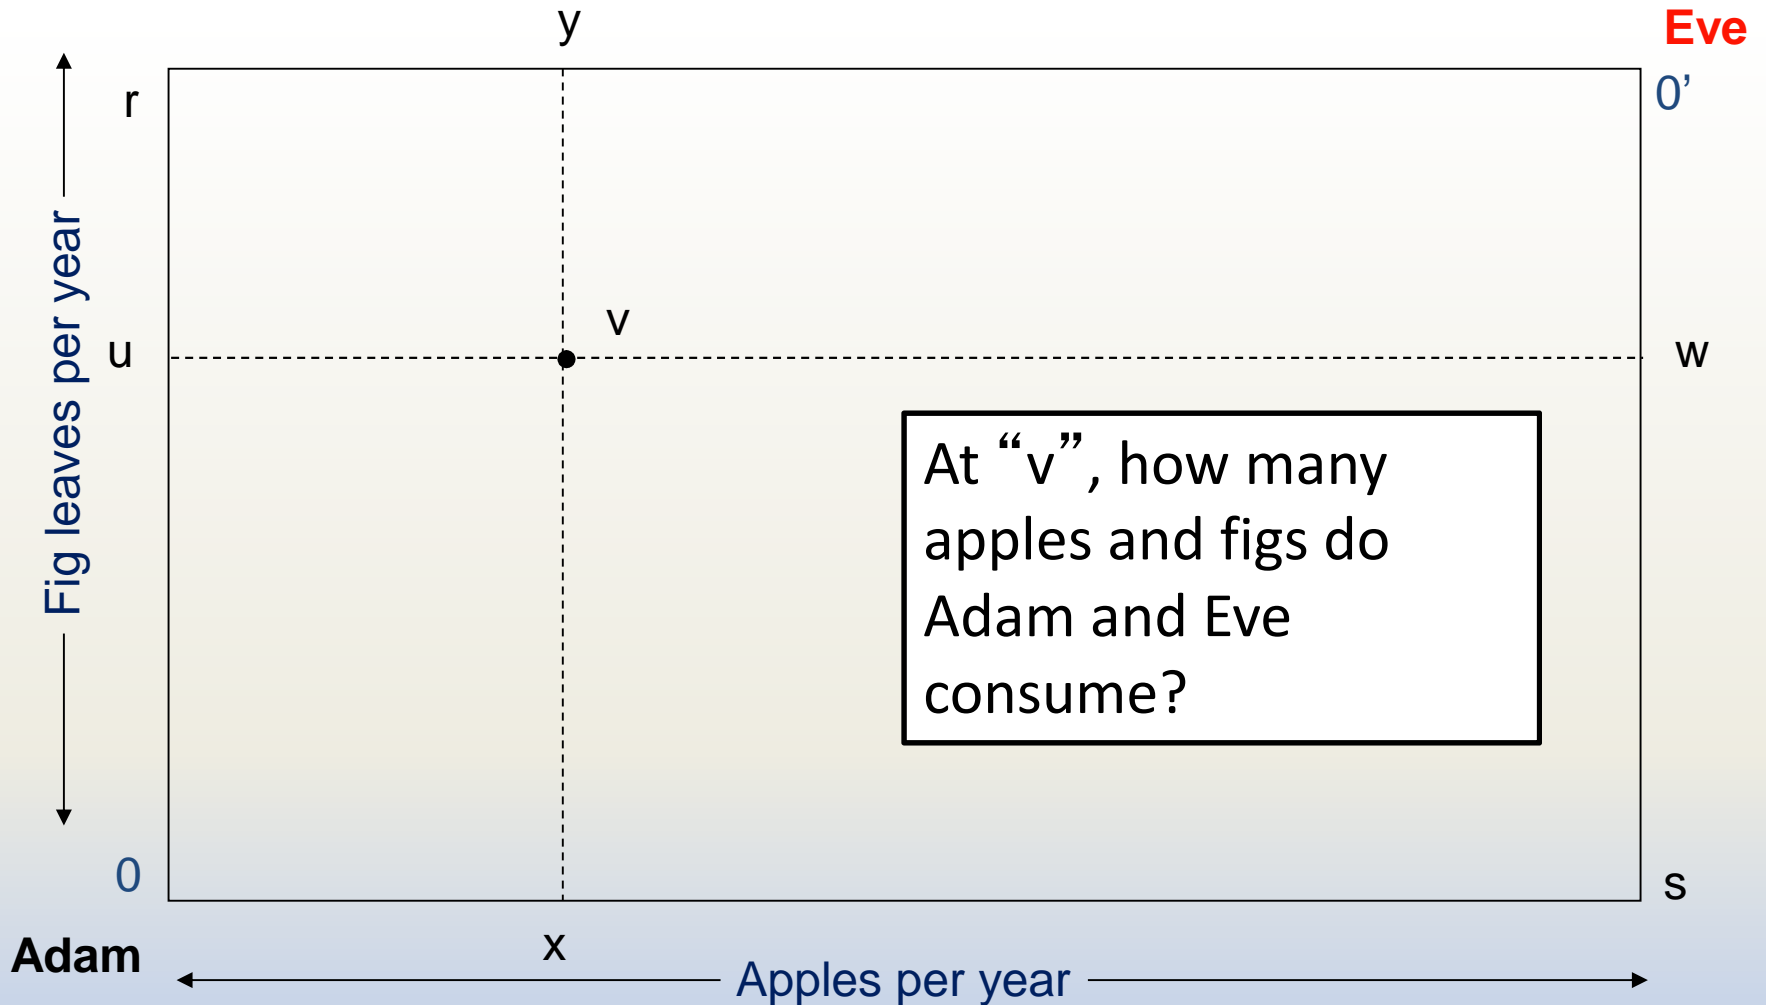 y
Eve
r
0’
Fig leaves per year
u
v
w
At “v”, how many
apples and figs do
Adam and Eve
consume?
0
s
Adam
x
Apples per year